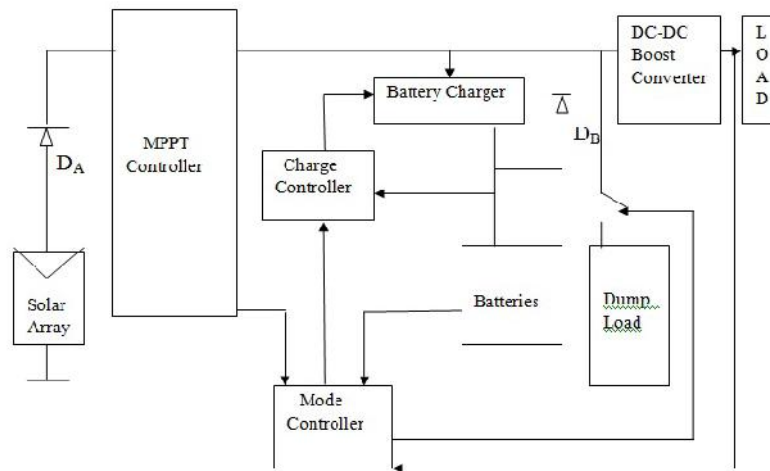 DC-DC
Boost
Converter
L
O
A
D
Battery Charger
D_B
D_A
MPPT
Controller
Charge
Controller
Solar
Array
Batteries
Dump
Load
Mode
Controller